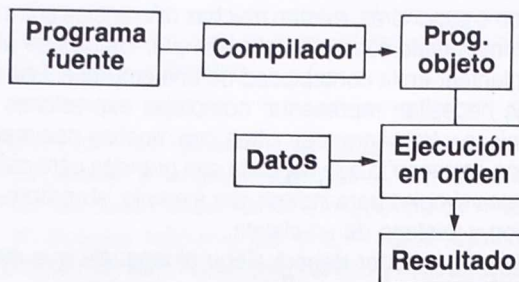 Programa
fuente
Compilador
Prog.
objeto
Datos
Ejecución
en orden
Resultado